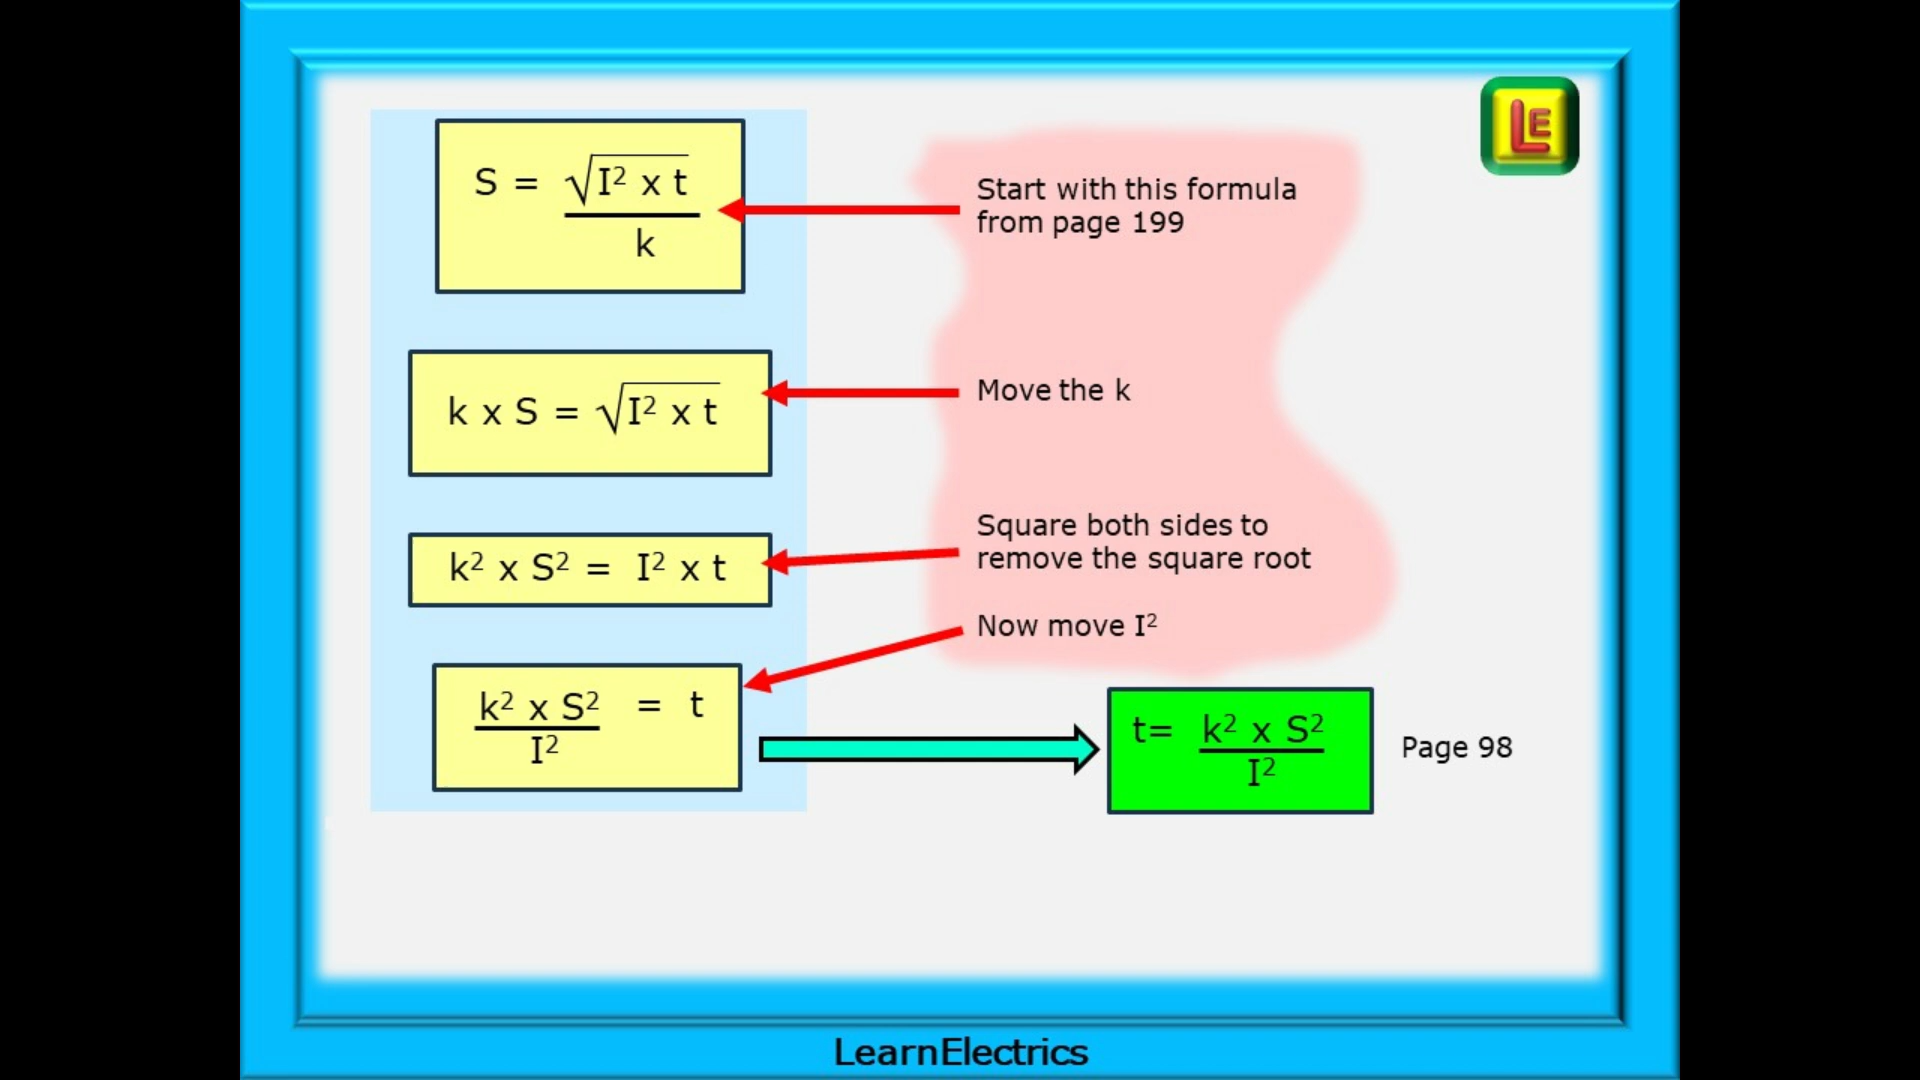 LE
S = √I² x t
k
Start with this formula
from page 199
k x S = √I² x t
Move the k
k² x S² = I² x t
Square both sides to
remove the square root
Now move I²
k² x S² = t
I²
t= k² x S²
I²
Page 98
LearnElectrics